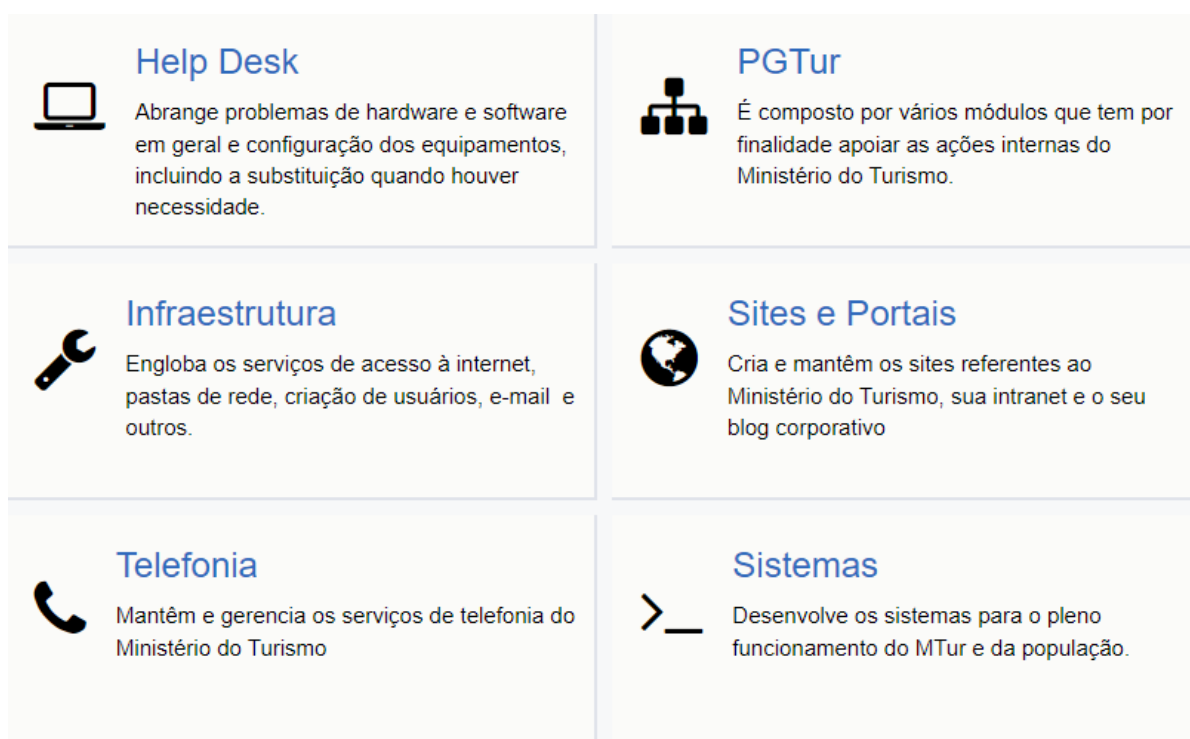 Help Desk
Abrange problemas de hardware e software
em geral e configuração dos equipamentos,
incluindo a substituição quando houver
necessidade.
PGTur
É composto por vários módulos que tem por
finalidade apoiar as ações internas do
Ministério do Turismo.
Infraestrutura
Engloba os serviços de acesso à internet,
pastas de rede, criação de usuários, e-mail e
outros.
Sites e Portais
Cria e mantêm os sites referentes ao
Ministério do Turismo, sua intranet e o seu
blog corporativo
Telefonia
Mantêm e gerencia os serviços de telefonia do
Ministério do Turismo
Sistemas
Desenvolve os sistemas para o pleno
funcionamento do MTur e da população.